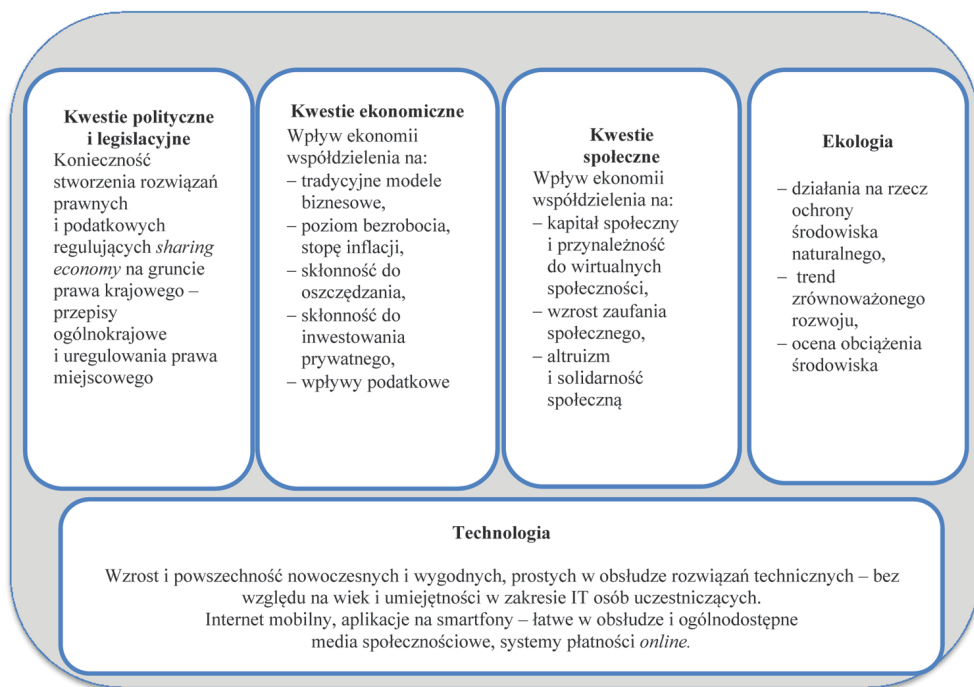 Kwestie polityczne
i legislacyjne
Konieczność
stworzenia rozwiązań
prawnych
i podatkowych
regulujących sharing
economy na gruncie
prawa krajowego –
przepisy
ogólnokrajowe
i uregulowania prawa
miejscowego
Kwestie ekonomiczne
Wpływ ekonomii
współdzielenia na:
– tradycyjne modele
biznesowe,
– poziom bezrobocia,
stopę inflacji,
– skłonność do
oszczędzania,
– skłonność do
inwestowania
prywatnego,
– wpływy podatkowe
Kwestie
społeczne
Wpływ ekonomii
współdzielenia na:
– kapitał społeczny
i przynależność
do wirtualnych
społeczności,
– wzrost zaufania
społecznego,
– altruizm
i solidarność
społeczną
Ekologia
– działania na rzecz
ochrony
środowiska
naturalnego,
– trend
zrównoważonego
rozwoju,
– ocena obciążenia
środowiska
Technologia
Wzrost i powszechność nowoczesnych i wygodnych, prostych w obsłudze rozwiązań technicznych – bez
względu na wiek i umiejętności w zakresie IT osób uczestniczących.
Internet mobilny, aplikacje na smartfony – łatwe w obsłudze i ogólnodostępne
media społecznościowe, systemy płatności online.